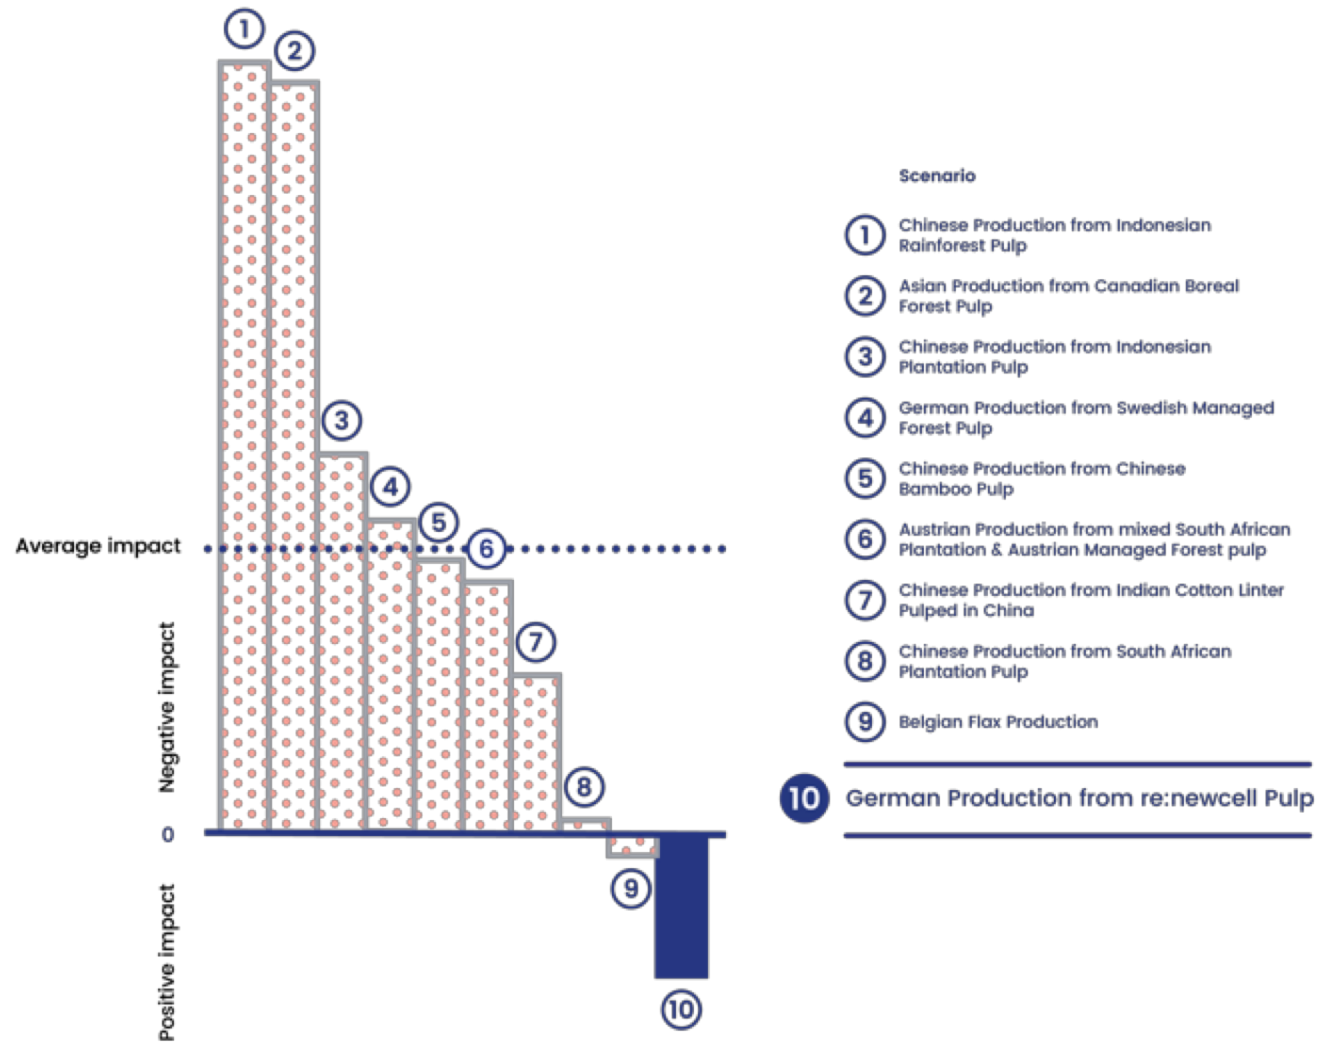 1
2
3
4
5
6
7
8
9
10
Average impact
Negative impact
0
Positive impact
Scenario
1 Chinese Production from Indonesian
Rainforest Pulp
2 Asian Production from Canadian Boreal
Forest Pulp
3 Chinese Production from Indonesian
Plantation Pulp
4 German Production from Swedish Managed
Forest Pulp
5 Chinese Production from Chinese
Bamboo Pulp
6 Austrian Production from mixed South African
Plantation & Austrian Managed Forest pulp
7 Chinese Production from Indian Cotton Linter
Pulped in China
8 Chinese Production from South African
Plantation Pulp
9 Belgian Flax Production
10 German Production from re:newcell Pulp